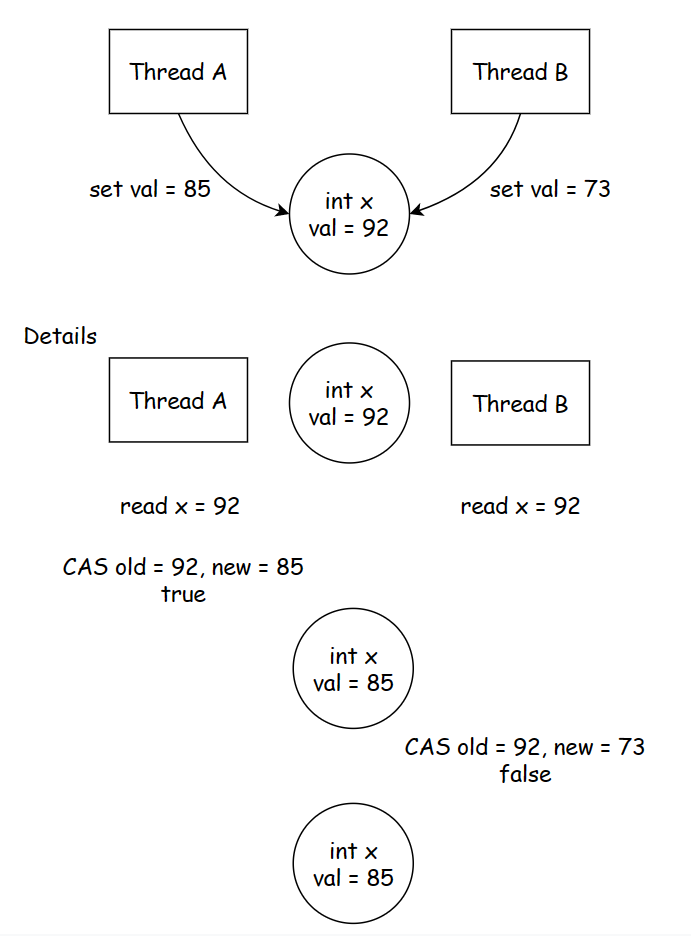 Thread A
Thread B
set val = 85
set val = 73
int x
val = 92
Details
Thread A
int x
val = 92
Thread B
read x = 92
read x = 92
CAS old = 92, new = 85
true
int x
val = 85
CAS old = 92, new = 73
false
int x
val = 85